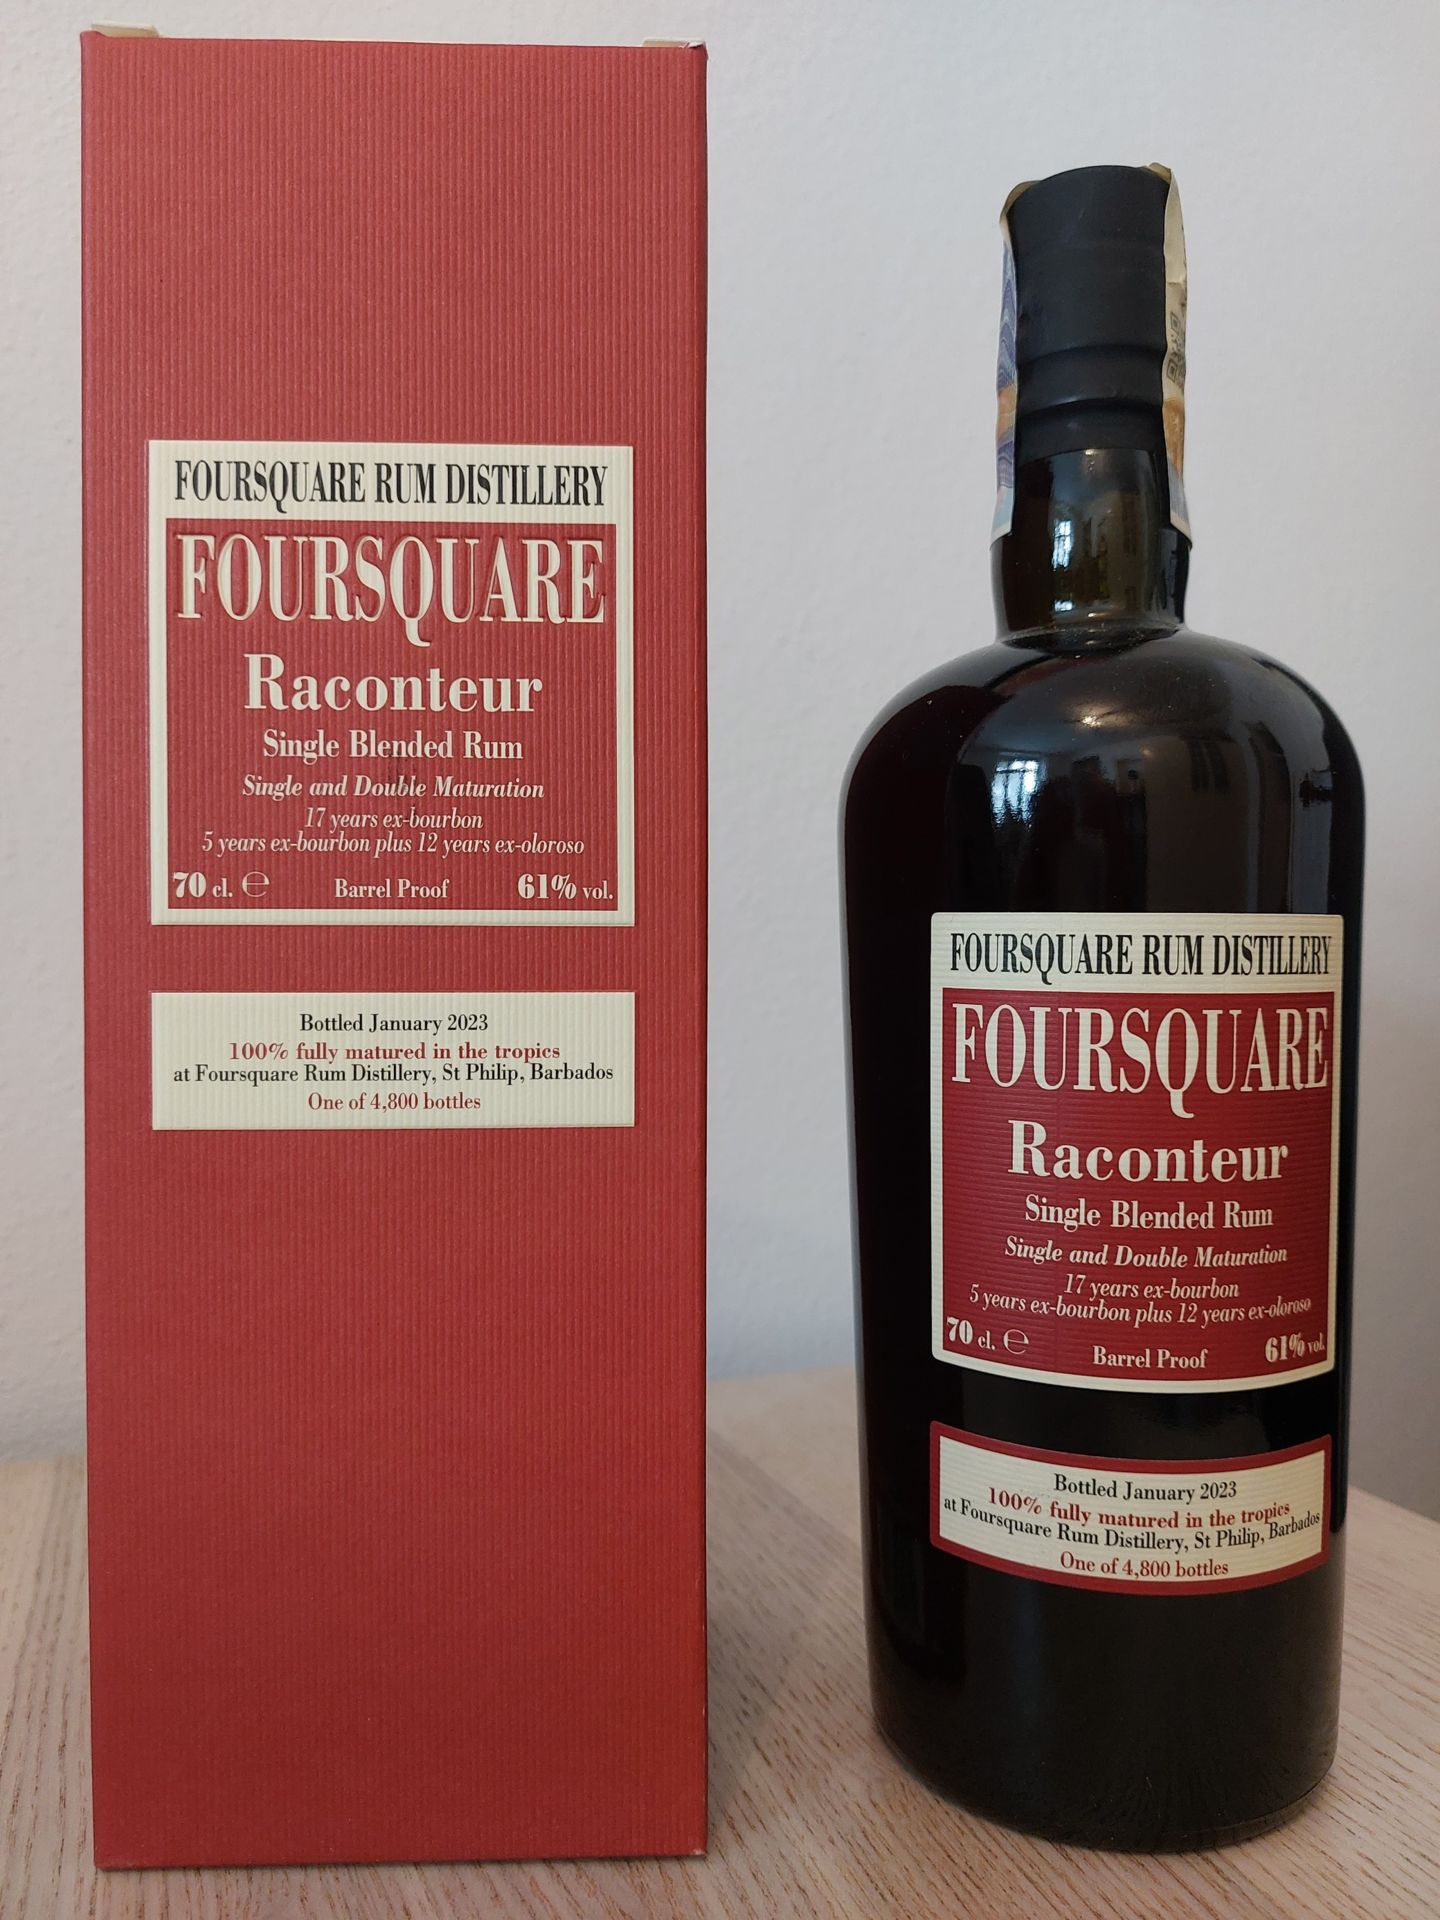 FOURSQUARE RUM DISTILLERY
FOURSQUARE
Raconteur
Single Blended Rum
Single and Double Maturation
17 years ex-bourbon
5 years ex-bourbon plus 12 years ex-oloroso
70 cl. ℮ Barrel Proof 61% vol.
Bottled January 2023
100% fully matured in the tropics
at Foursquare Rum Distillery, St Philip, Barbados
One of 4,800 bottles
FOURSQUARE RUM DISTILLERY
FOURSQUARE
Raconteur
Single Blended Rum
Single and Double Maturation
17 years ex-bourbon
5 years ex-bourbon plus 12 years ex-oloroso
70 cl. ℮ Barrel Proof 61% vol.
Bottled January 2023
100% fully matured in the tropics
at Foursquare Rum Distillery, St Philip, Barbados
One of 4,800 bottles